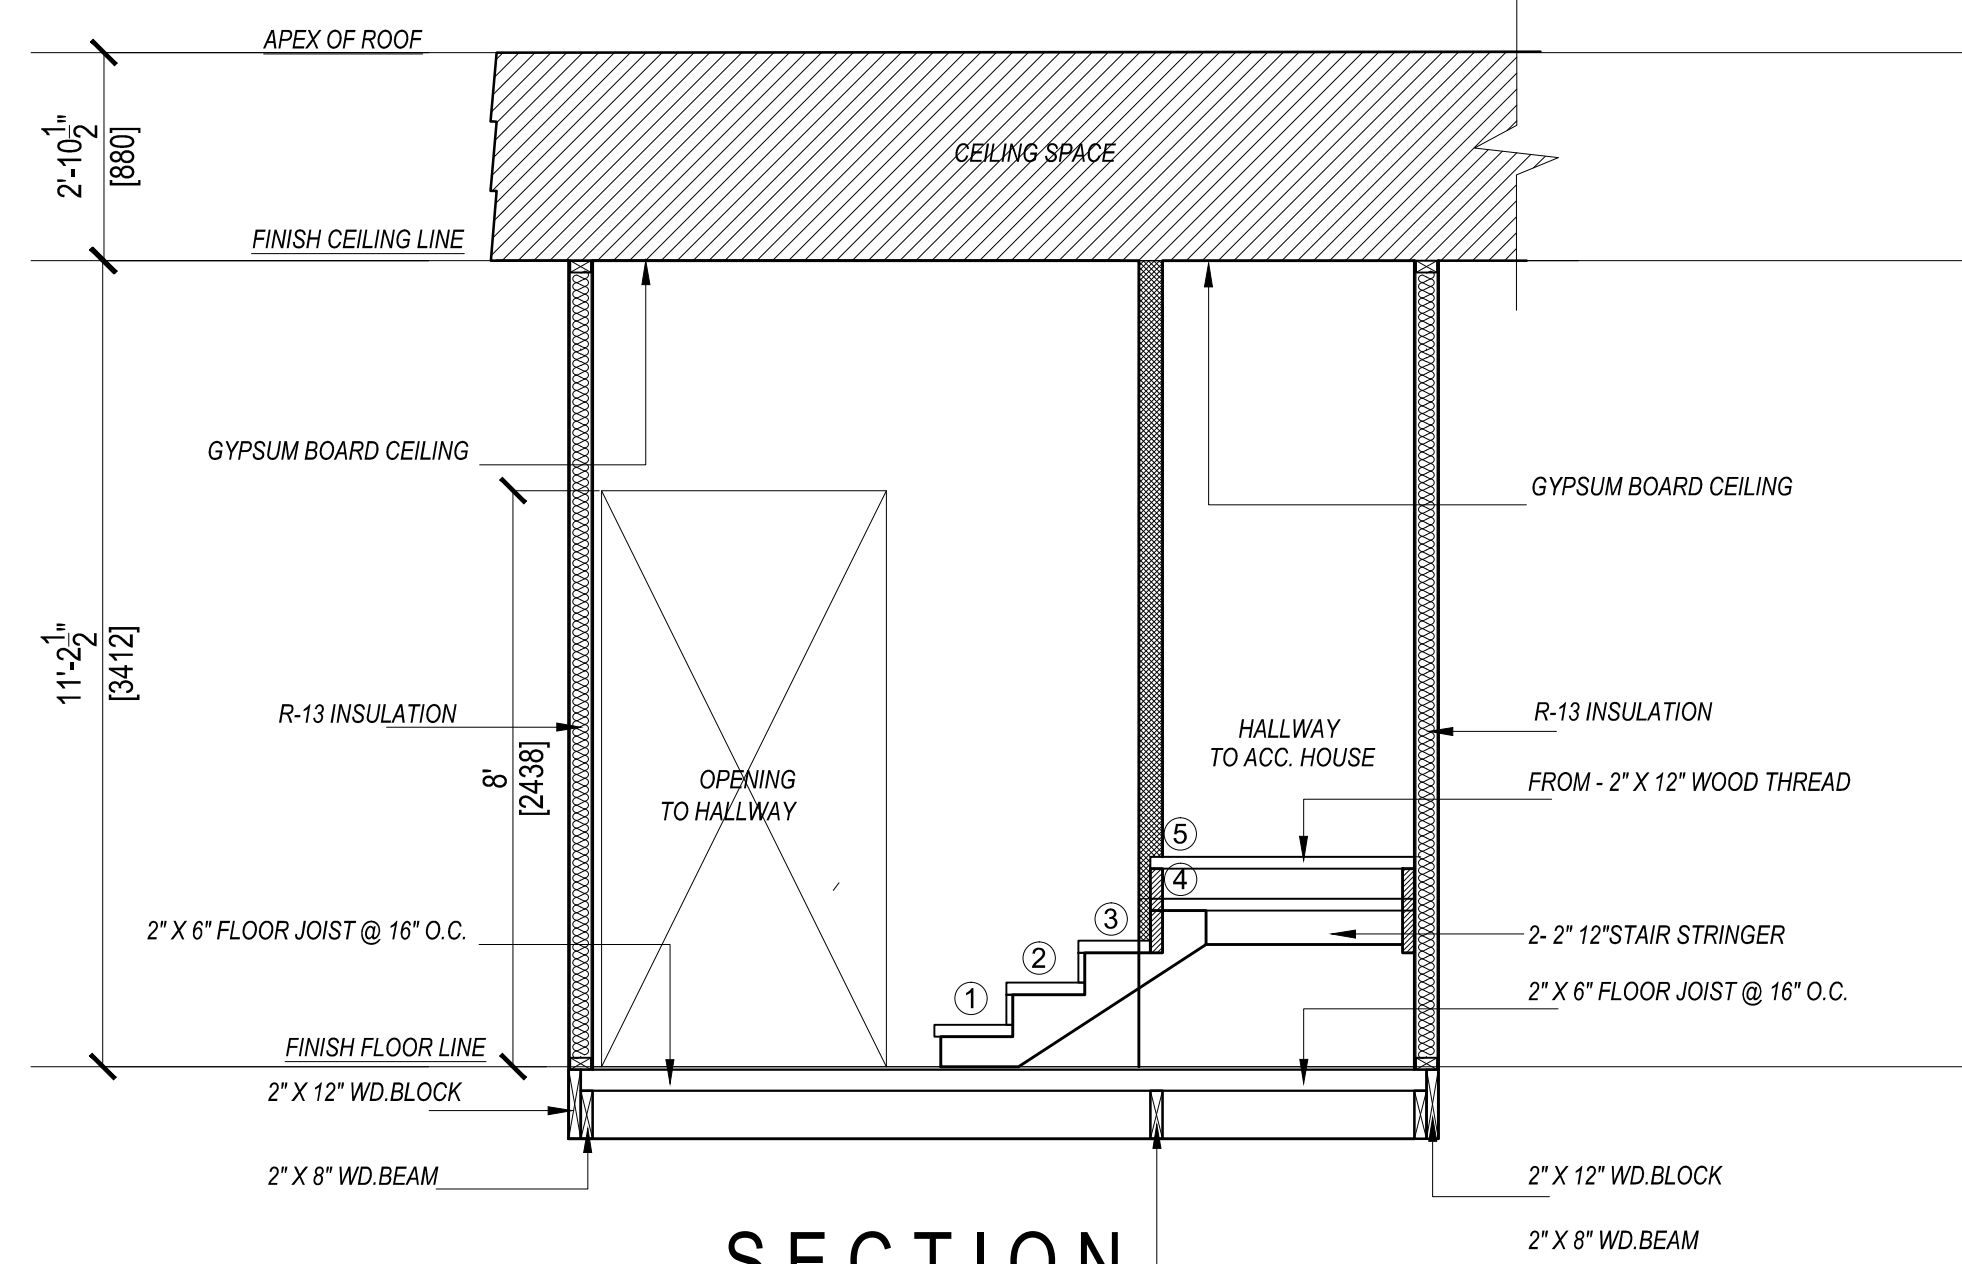 APEX OF ROOF
2'-10 1/2"
[880]
CEILING SPACE
FINISH CEILING LINE
GYPSUM BOARD CEILING
GYPSUM BOARD CEILING
11'-2 1/2"
[3412]
R-13 INSULATION
R-13 INSULATION
8'
[2438]
OPENING
TO HALLWAY
HALLWAY
TO ACC. HOUSE
FROM - 2" X 12" WOOD THREAD
5
4
3
2
1
2" X 6" FLOOR JOIST @ 16" O.C.
2- 2" 12"STAIR STRINGER
2" X 6" FLOOR JOIST @ 16" O.C.
FINISH FLOOR LINE
2" X 12" WD.BLOCK
2" X 8" WD.BEAM
2" X 12" WD.BLOCK
2" X 8" WD.BEAM
SECTION